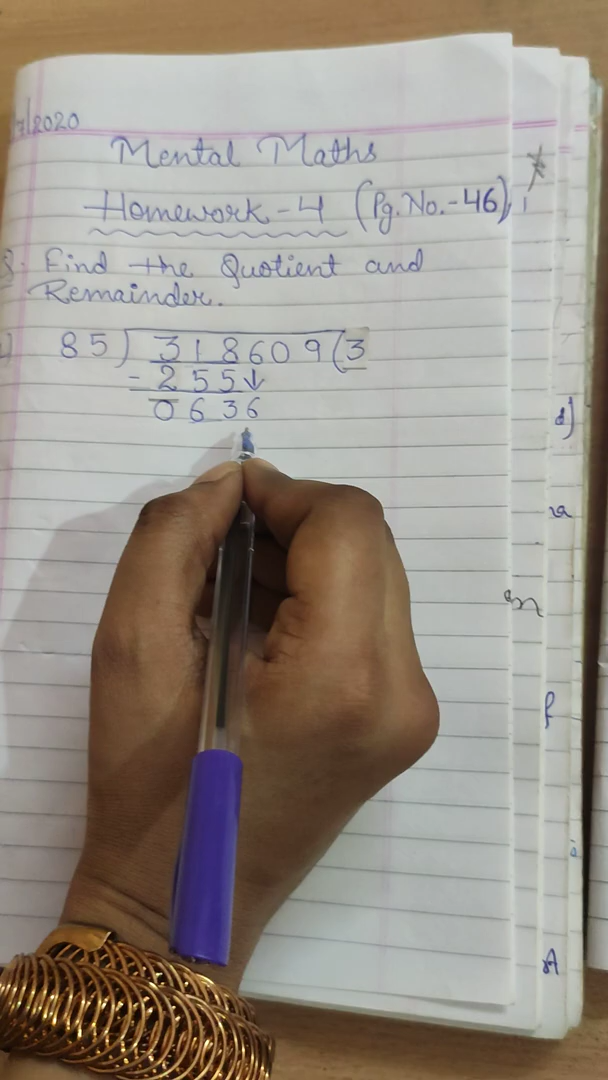 7/2020
Mental Maths
Homework-4 (Pg. No.-46)
Find the Quotient and
Remainder.
85) 318609(3
- 255↓
0636
d)
A